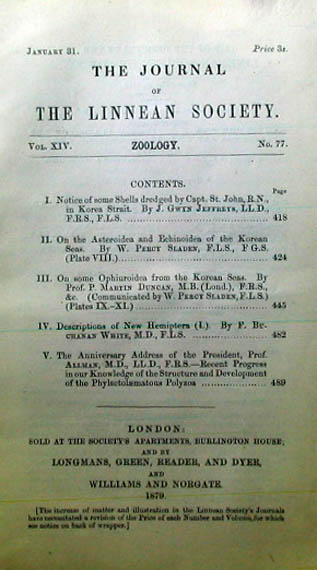 JANUARY 31. Price 3s.
THE JOURNAL
OF
THE LINNEAN SOCIETY.
VOL. XIV. ZOOLOGY. No. 77.
CONTENTS.
Page
I. Notice of some Shells dredged by Capt. St. John, R.N.,
in Korea Strait. By J. GWYN JEFFREYS, LL.D.,
F.R.S., F.L.S. .................. 418
II. On the Asteroidea and Echinoidea of the Korean
Seas. By W. PERCY SLADEN, F.L.S., F G.S.
(Plate VIII.) .................. 424
III. On some Ophiuroidea from the Korean Seas. By
Prof. P. MARTIN DUNCAN, M.B. (Lond.), F.R.S.,
&c. (Communicated by W. PERCY SLADEN, F.L.S.)
(Plates IX.-XI.) .................. 445
IV. Descriptions of New Hemiptera (I.). By F. BU-
CHANAN WHITE, M.D., F.L.S. .................. 482
V. The Anniversary Address of the President, Prof.
ALLMAN, M.D., LL.D., F.R.S.—Recent Progress
in our Knowledge of the Structure and Development
of the Phylactolæmatous Polyzoa .................. 489
LONDON:
SOLD AT THE SOCIETY'S APARTMENTS, BURLINGTON HOUSE;
AND BY
LONGMANS, GREEN, READER, AND DYER,
AND
WILLIAMS AND NORGATE.
1879.
[The increase of matter and illustration in the Linnean Society's Journals
have necessitated a revision of the Price of each Number and Volume, for which
see notice on back of wrapper.]